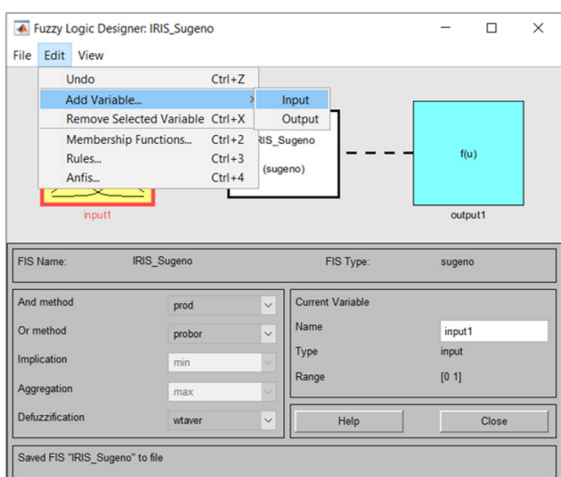 Fuzzy Logic Designer: IRIS_Sugeno
File Edit View
Undo Ctrl+Z
Add Variable... >
Remove Selected Variable Ctrl+X
Membership Functions... Ctrl+2
Rules... Ctrl+3
Anfis... Ctrl+4
Input
Output
RIS_Sugeno
(sugeno)
f(u)
input1
output1
FIS Name: IRIS_Sugeno FIS Type: sugeno
And method prod
Or method probor
Implication min
Aggregation max
Defuzzification wtaver
Current Variable
Name input1
Type input
Range [0 1]
Help Close
Saved FIS "IRIS_Sugeno" to file